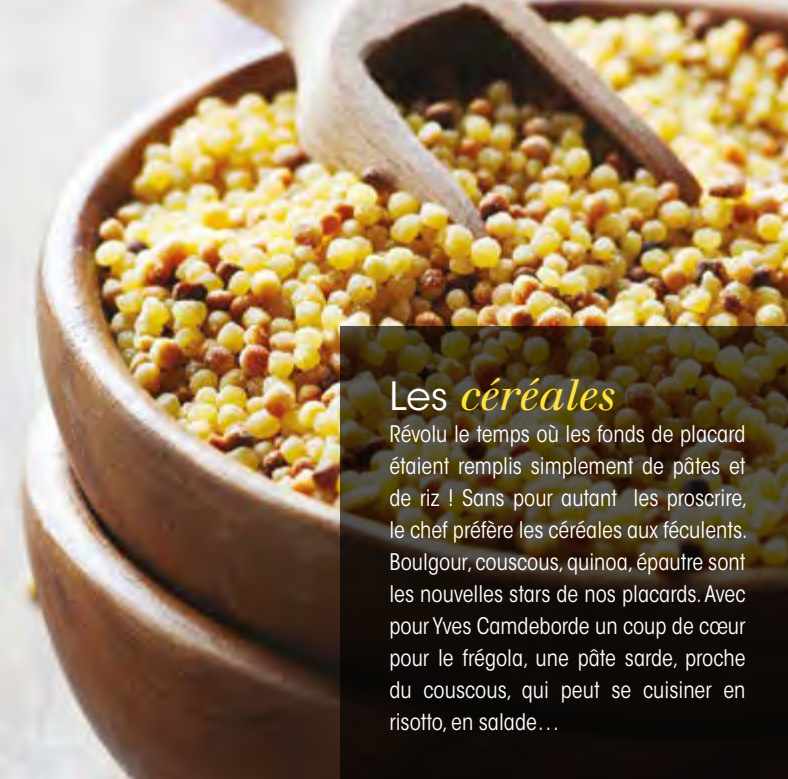 Les céréales
Révolu le temps où les fonds de placard
étaient remplis simplement de pâtes et
de riz ! Sans pour autant les proscrire,
le chef préfère les céréales aux féculents.
Boulgour, couscous, quinoa, épautre sont
les nouvelles stars de nos placards. Avec
pour Yves Camdeborde un coup de cœur
pour le frégola, une pâte sarde, proche
du couscous, qui peut se cuisiner en
risotto, en salade…